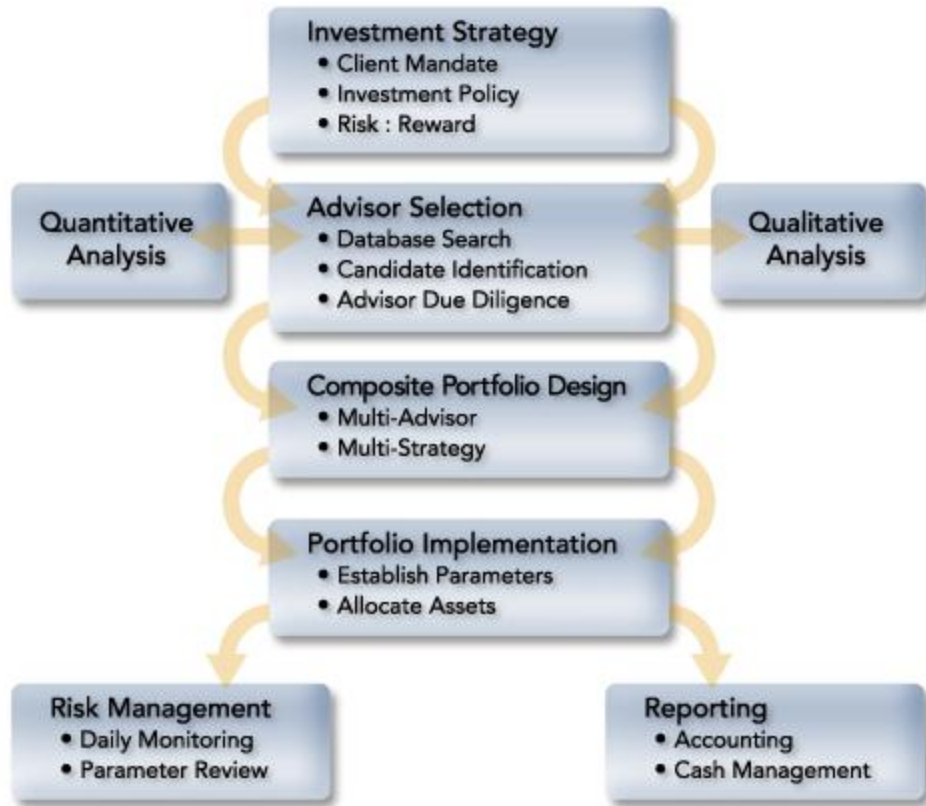 Investment Strategy
• Client Mandate
• Investment Policy
• Risk : Reward
Quantitative
Analysis
Advisor Selection
• Database Search
• Candidate Identification
• Advisor Due Diligence
Qualitative
Analysis
Composite Portfolio Design
• Multi-Advisor
• Multi-Strategy
Portfolio Implementation
• Establish Parameters
• Allocate Assets
Risk Management
• Daily Monitoring
• Parameter Review
Reporting
• Accounting
• Cash Management